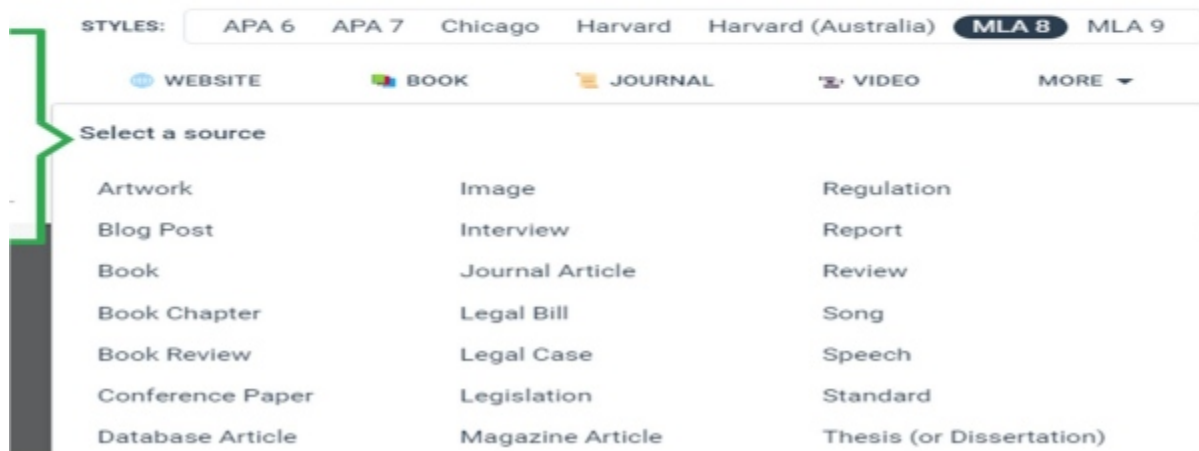 STYLES: APA 6 APA 7 Chicago Harvard Harvard (Australia) MLA 8 MLA 9
WEBSITE BOOK JOURNAL VIDEO MORE
Select a source
Artwork Image Regulation
Blog Post Interview Report
Book Journal Article Review
Book Chapter Legal Bill Song
Book Review Legal Case Speech
Conference Paper Legislation Standard
Database Article Magazine Article Thesis (or Dissertation)